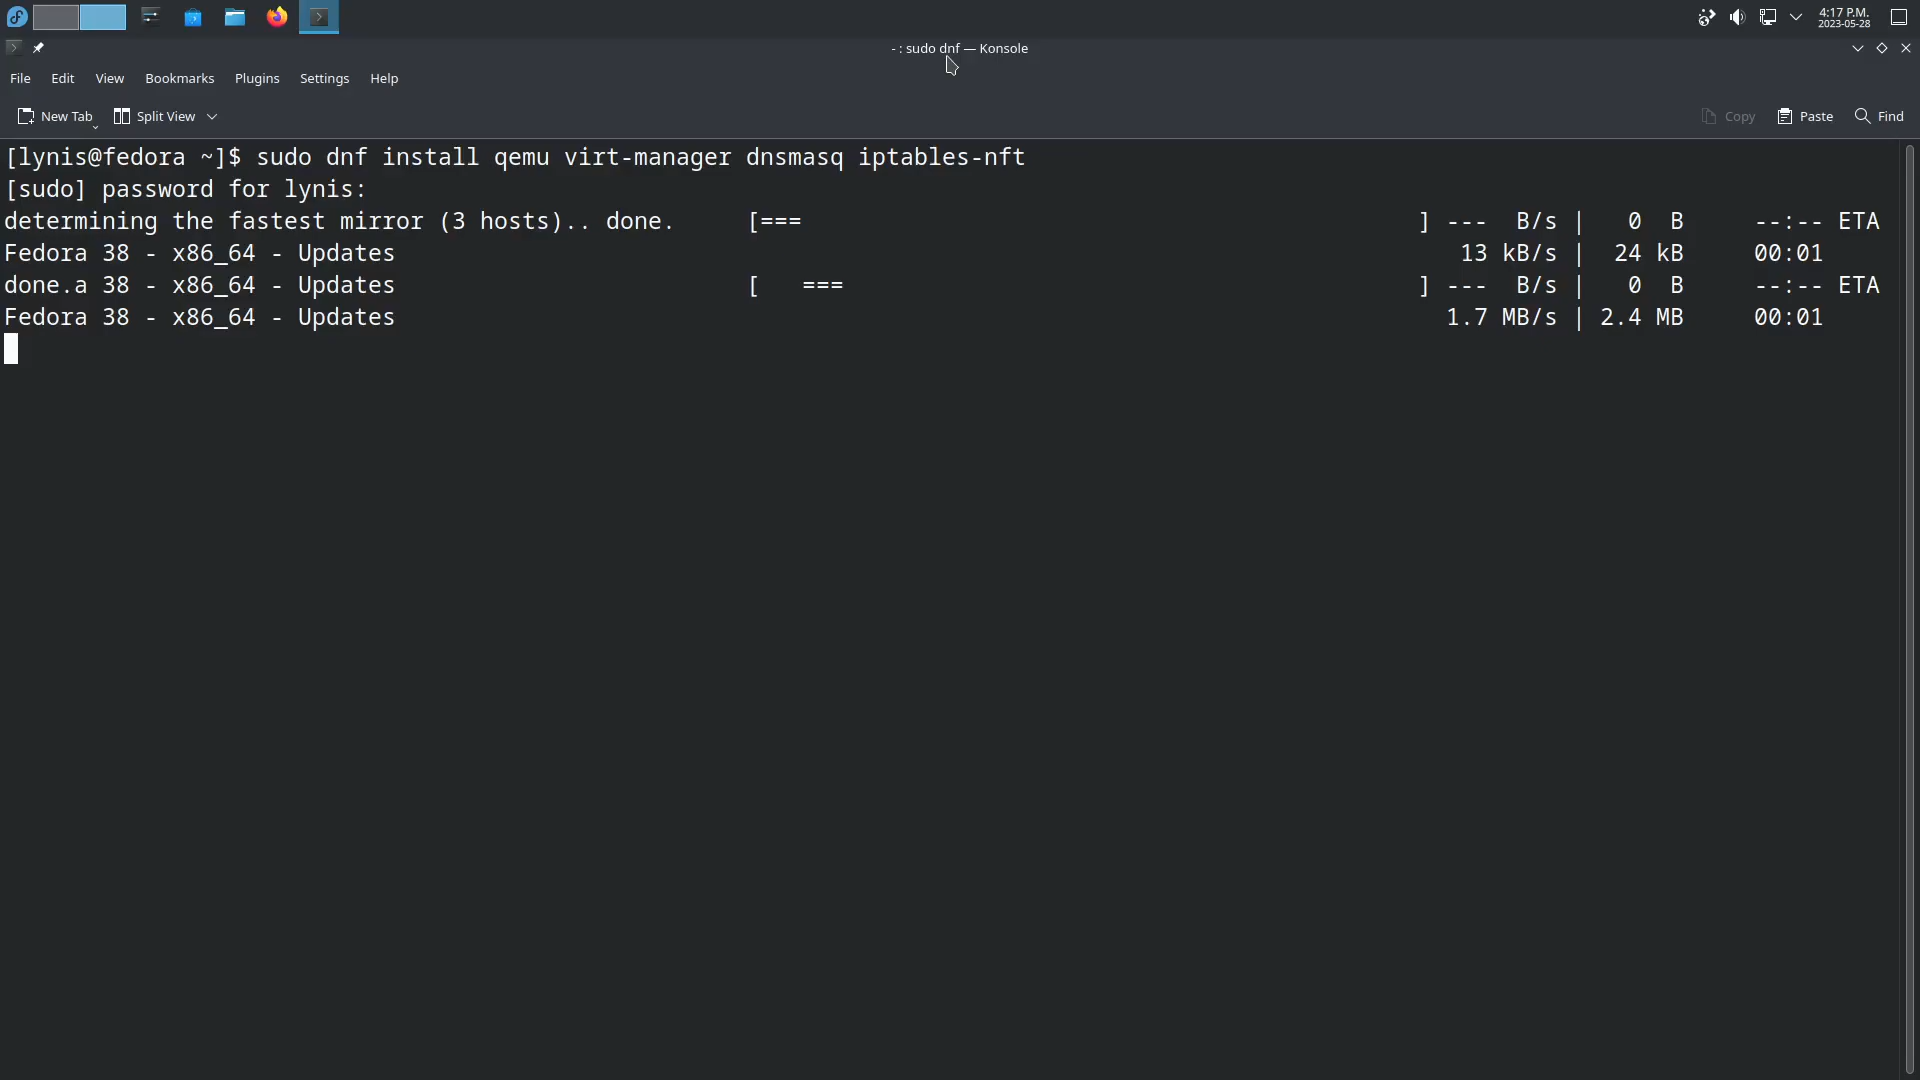 4:17 P.M.
2023-05-28
- : sudo dnf — Konsole
File Edit View Bookmarks Plugins Settings Help
New Tab Split View Copy Paste Find
[lynis@fedora ~]$ sudo dnf install qemu virt-manager dnsmasq iptables-nft
[sudo] password for lynis:
determining the fastest mirror (3 hosts).. done. [=== ] --- B/s | 0 B --:-- ETA
Fedora 38 - x86_64 - Updates 13 kB/s | 24 kB 00:01
done.a 38 - x86_64 - Updates [ === ] --- B/s | 0 B --:-- ETA
Fedora 38 - x86_64 - Updates 1.7 MB/s | 2.4 MB 00:01